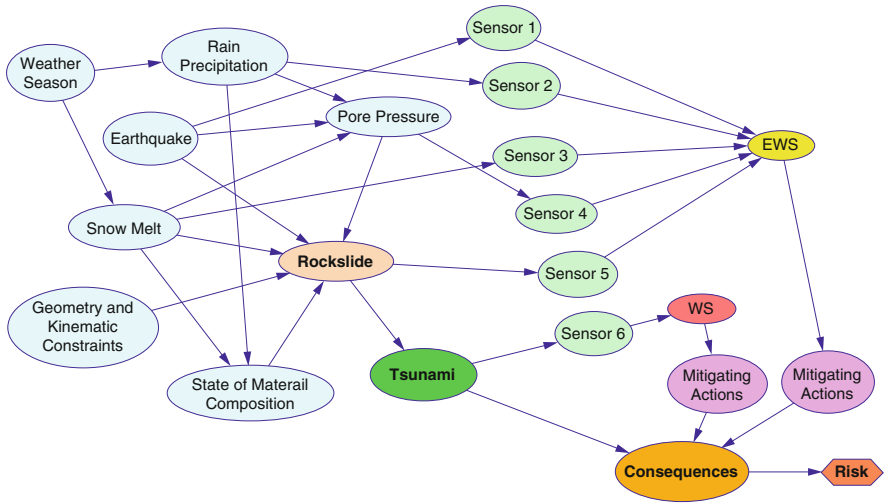 Sensor 1
Weather
Season
Rain
Precipitation
Sensor 2
Earthquake
Pore Pressure
EWS
Sensor 3
Snow Melt
Sensor 4
Rockslide
Sensor 5
Geometry and
Kinematic
Constraints
WS
Sensor 6
State of Materail
Composition
Tsunami
Mitigating
Actions
Mitigating
Actions
Consequences
Risk